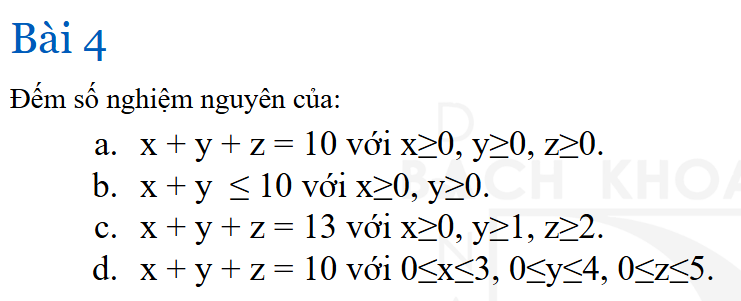 Bài 4
Đếm số nghiệm nguyên của:
a. x + y + z = 10 với x≥0, y≥0, z≥0.
b. x + y ≤ 10 với x≥0, y≥0.
c. x + y + z = 13 với x≥0, y≥1, z≥2.
d. x + y + z = 10 với 0≤x≤3, 0≤y≤4, 0≤z≤5.